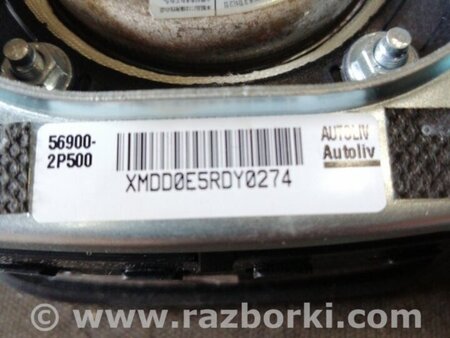 56900-
2P500
XMDD0E5RDY0274
AUTOLIV
Autoliv
www.razborki.com